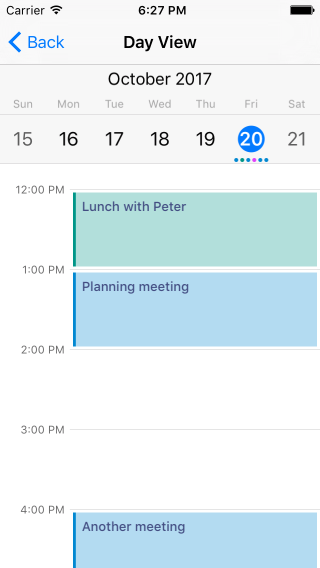 Carrier 6:27 PM
Back Day View
October 2017
Sun Mon Tue Wed Thu Fri Sat
15 16 17 18 19 20 21
12:00 PM
Lunch with Peter
1:00 PM
Planning meeting
2:00 PM
3:00 PM
4:00 PM
Another meeting